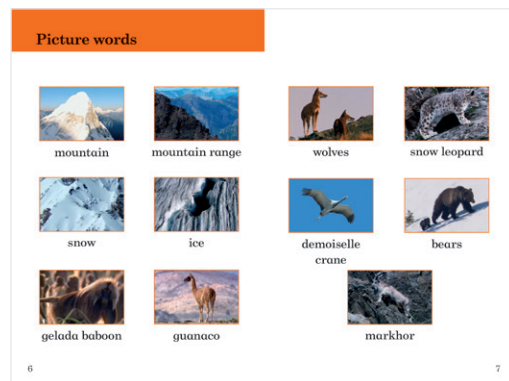 Picture words
mountain
mountain range
snow
ice
gelada baboon
guanaco
6
wolves
snow leopard
demoiselle
crane
bears
markhor
7